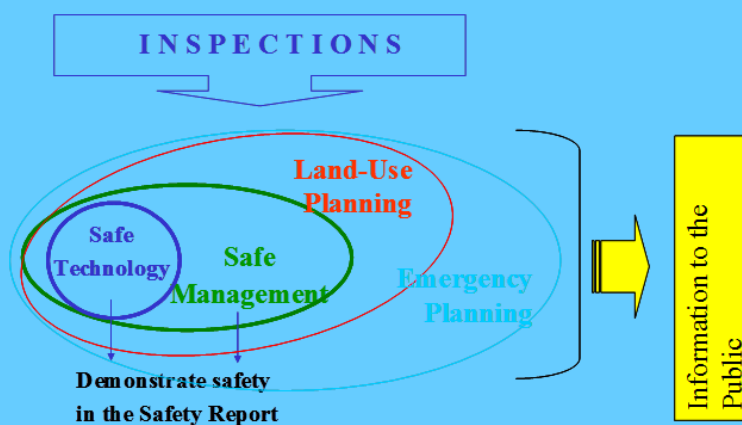 INSPECTIONS
Land-Use
Planning
Safe
Technology
Safe
Management
Emergency
Planning
Demonstrate safety
in the Safety Report
Information to the
Public